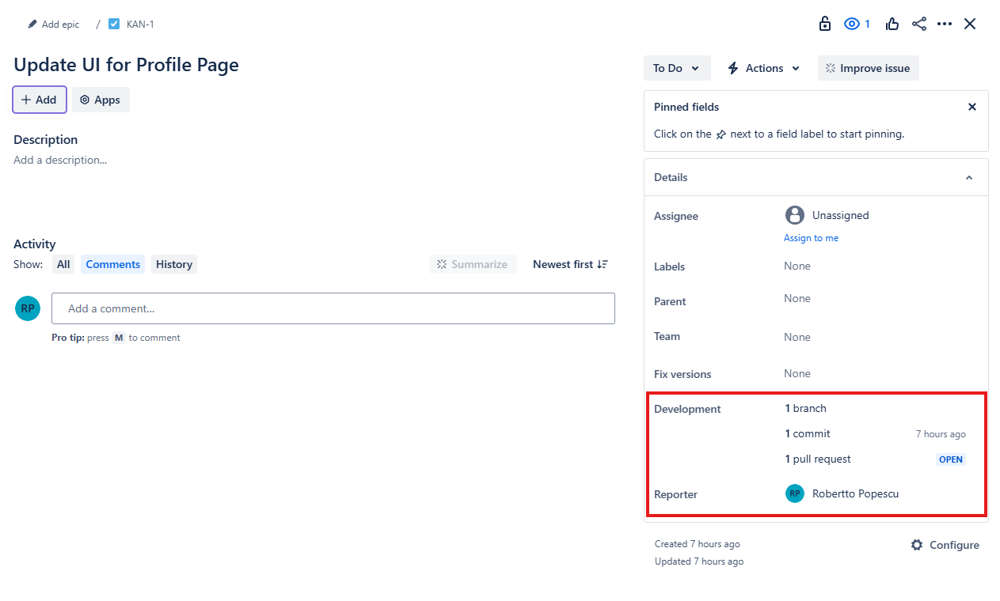 Add epic / KAN-1
1
Update UI for Profile Page
To Do Actions Improve issue
+ Add Apps
Pinned fields
Click on the next to a field label to start pinning.
Description
Add a description...
Details
Assignee Unassigned
Assign to me
Activity
Show: All Comments History Summarize Newest first
Labels None
Parent None
RP Add a comment...
Pro tip: press M to comment
Team None
Fix versions None
Development 1 branch
1 commit 7 hours ago
1 pull request OPEN
Reporter RP Robertto Popescu
Created 7 hours ago Configure
Updated 7 hours ago